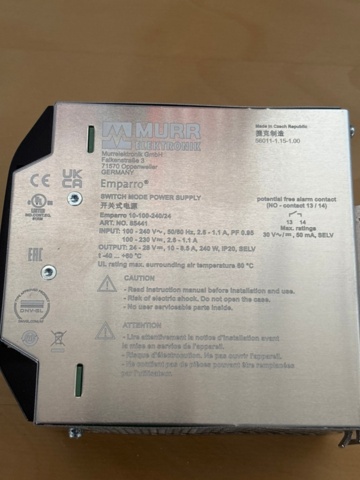 MURR
ELEKTRONIK
Murrelektronik GmbH
Falkenstraße 3
71570 Oppenweiler
GERMANY
Made in Czech Republic
捷克制造
56011-1.15-1.00
CE
UK
CA
Emparro®
UL
LISTED
SWITCH MODE POWER SUPPLY
开关式电源
Emparro 10-100-240/24
ART. NO. 85441
INPUT: 100 - 240 V~, 50/60 Hz, 2.6 - 1.1 A, PF 0.95
100 - 230 V⎓, 2.6 - 1.1 A
OUTPUT: 24 - 28 V⎓, 10 - 8.5 A, 240 W, IP20, SELV
-40 ... +60 °C
UL rating max. surrounding air temperature 60 °C
potential free alarm contact
(NO - contact 13 / 14)
13 14
Max. ratings
30 V~/⎓, 50 mA, SELV
EAC
DNV·GL
CAUTION
- Read instruction manual before installation and use.
- Risk of electric shock. Do not open the case.
- No user serviceable parts inside.
ATTENTION
- Lire attentivement la notice d'installation avant
la mise en service de l'appareil.
- Risque d'électrocution. Ne pas ouvrir l'appareil.
- Ne contient pas de pièces pouvant être remplacées
par l'utilisateur.